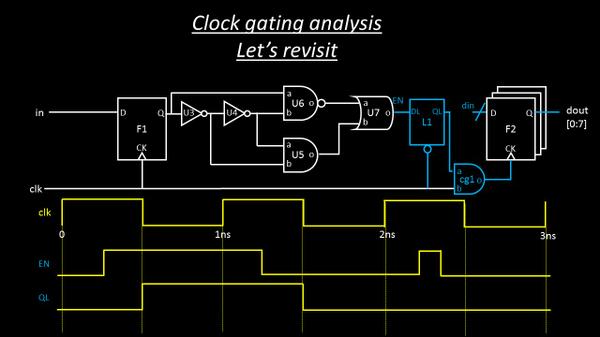 Clock gating analysis
Let's revisit
in
D
Q
F1
CK
U3
U4
a
b
U6
o
a
b
U5
o
a
b
U7
o
EN
DL
QL
L1
a
b
cg1
o
din
D
Q
F2
CK
dout
[0:7]
clk
clk
0
1ns
2ns
3ns
EN
QL